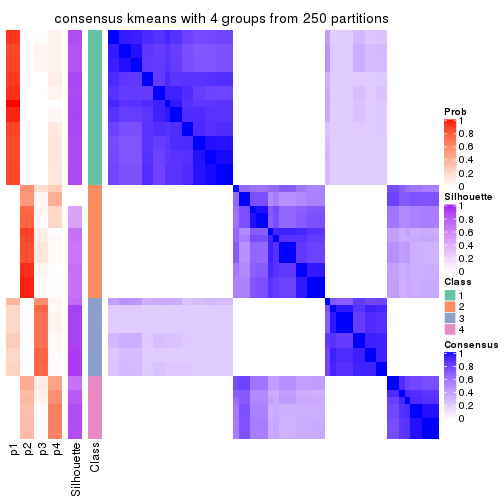 consensus kmeans with 4 groups from 250 partitions
Prob
1
0.8
0.6
0.4
0.2
0
Silhouette
1
0.8
0.6
0.4
0.2
0
Class
1
2
3
4
Consensus
1
0.8
0.6
0.4
0.2
0
p1
p2
p3
p4
Silhouette
Class